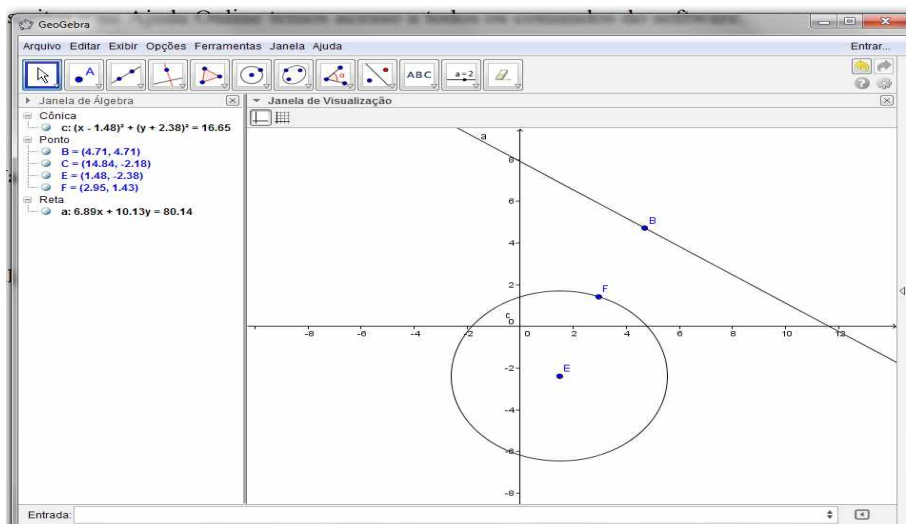 GeoGebra
Arquivo Editar Exibir Opções Ferramentas Janela Ajuda Entrar...
A ABC a=2
Janela de Álgebra
Cônica
c: (x - 1.48)² + (y + 2.38)² = 16.65
Ponto
B = (4.71, 4.71)
C = (14.84, -2.18)
E = (1.48, -2.38)
F = (2.95, 1.43)
Reta
a: 6.89x + 10.13y = 80.14
Janela de Visualização
a
8
6
B
4
2
F
c
0
-8 -6 -4 -2 0 2 4 6 8 10 12
-2
E
-4
-6
-8
Entrada: